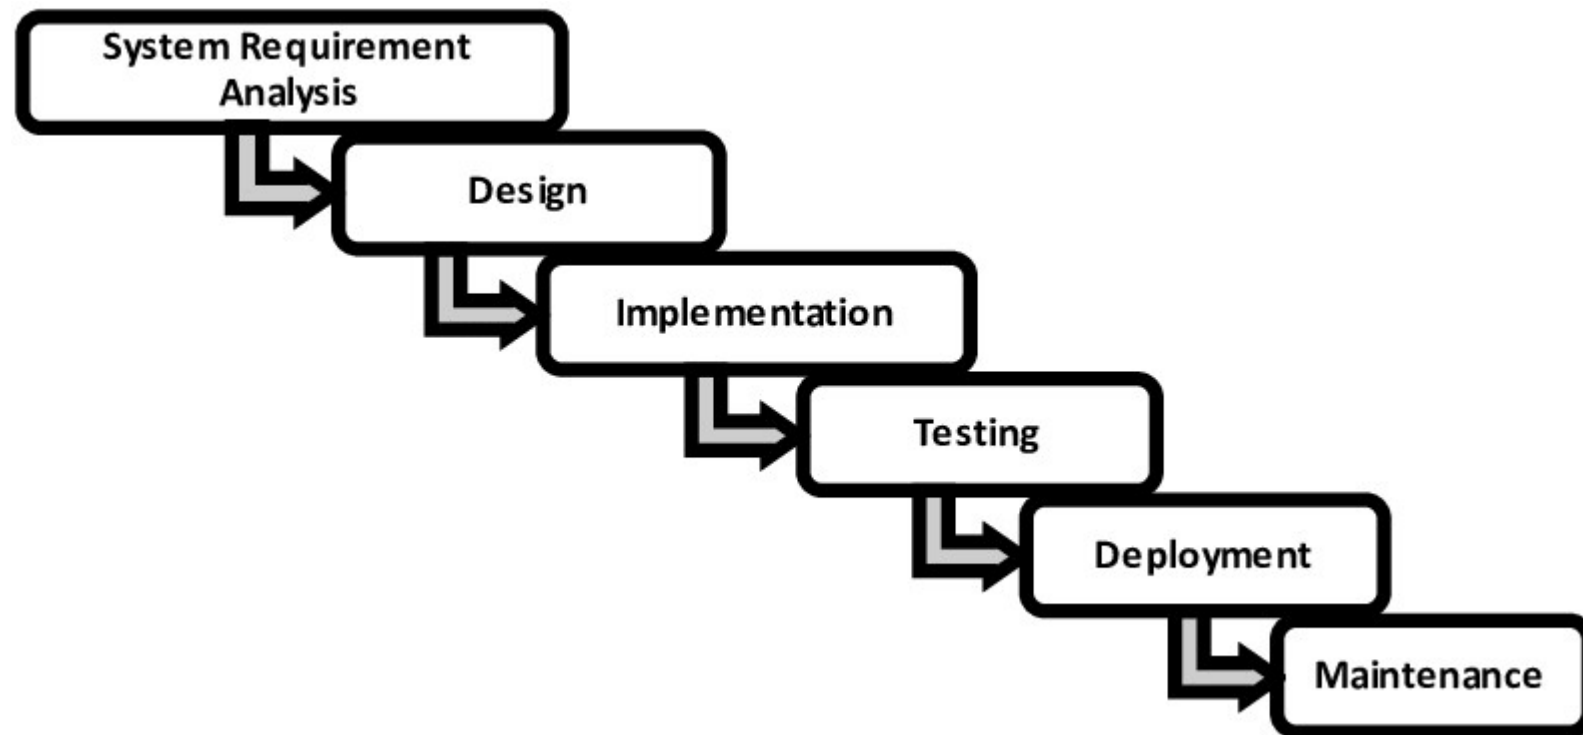 System Requirement
Analysis
Design
Implementation
Testing
Deployment
Maintenance